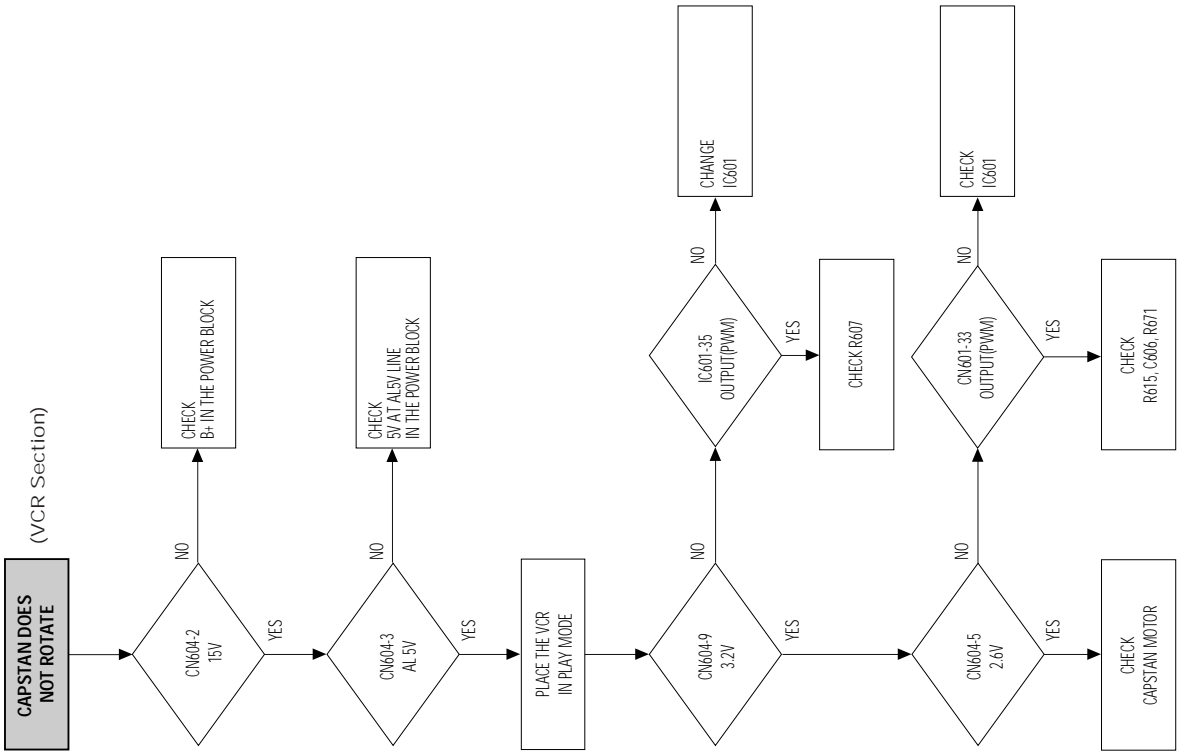 CAPSTAN DOES
NOT ROTATE
(VCR Section)
CN604-2
15V
NO
CHECK
B+ IN THE POWER BLOCK
YES
CN604-3
AL 5V
NO
CHECK
5V AT AL5V LINE
IN THE POWER BLOCK
YES
PLACE THE VCR
IN PLAY MODE
CN604-9
3.2V
NO
IC601-35
OUTPUT(PWM)
NO
CHANGE
IC601
YES
CHECK R607
YES
CN604-5
2.6V
NO
CN601-33
OUTPUT(PWM)
NO
CHECK
IC601
YES
CHECK
R615, C606, R671
YES
CHECK
CAPSTAN MOTOR